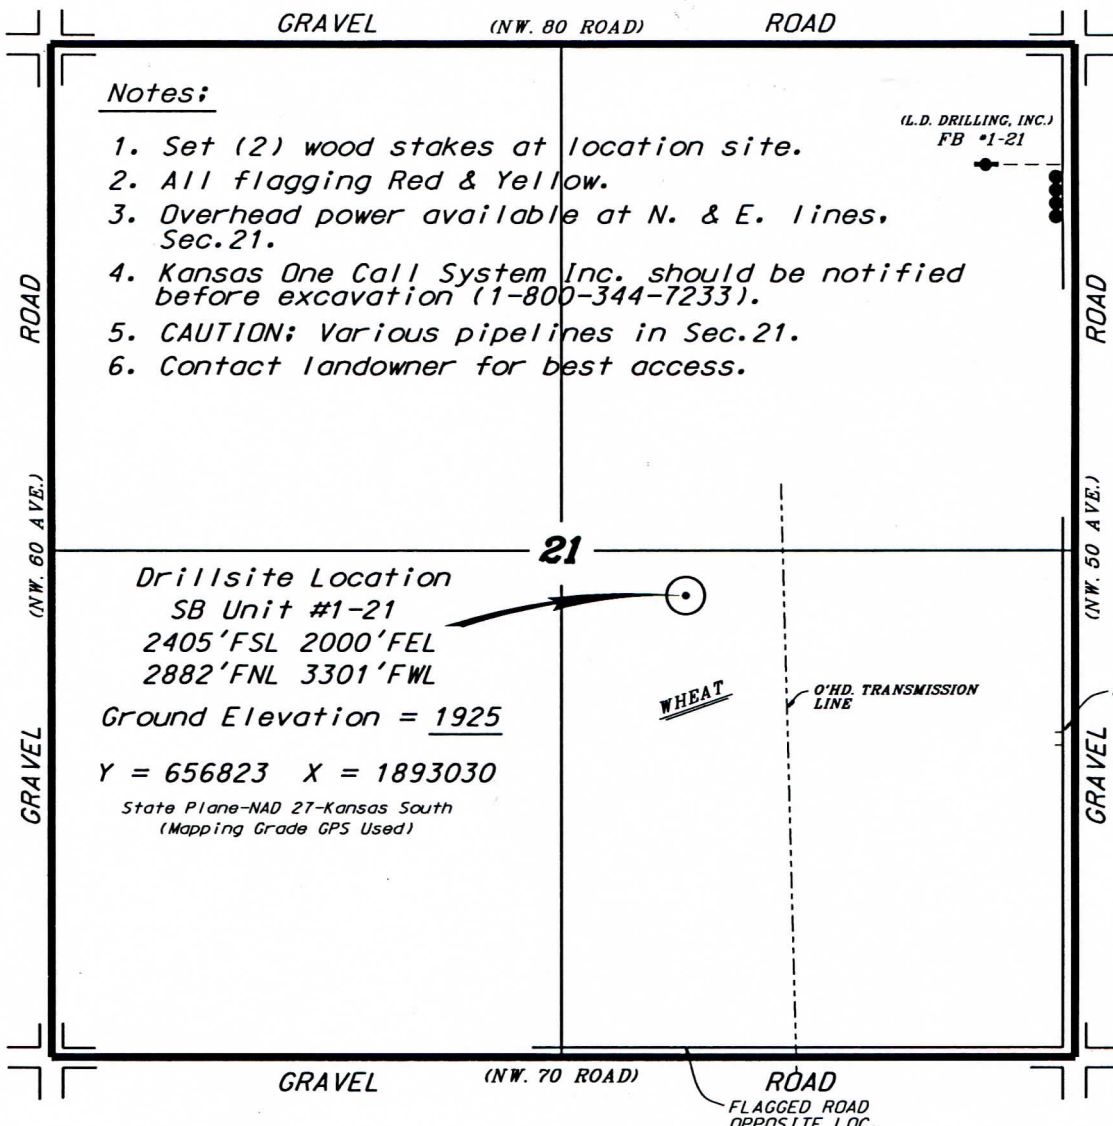 GRAVEL (NW. 80 ROAD) ROAD
Notes:
1. Set (2) wood stakes at location site.
2. All flagging Red & Yellow.
3. Overhead power available at N. & E. lines,
Sec.21.
4. Kansas One Call System Inc. should be notified
before excavation (1-800-344-7233).
5. CAUTION: Various pipelines in Sec.21.
6. Contact landowner for best access.
(L.D. DRILLING, INC.)
FB #1-21
ROAD
(NW. 60 AVE.)
GRAVEL
ROAD
(NW. 50 AVE.)
GRAVEL
21
Drillsite Location
SB Unit #1-21
2405'FSL 2000'FEL
2882'FNL 3301'FWL
Ground Elevation = 1925
Y = 656823 X = 1893030
State Plane-NAD 27-Kansas South
(Mapping Grade GPS Used)
WHEAT
O'HD. TRANSMISSION
LINE
GRAVEL (NW. 70 ROAD) ROAD
FLAGGED ROAD
OPPOSITE LOC.